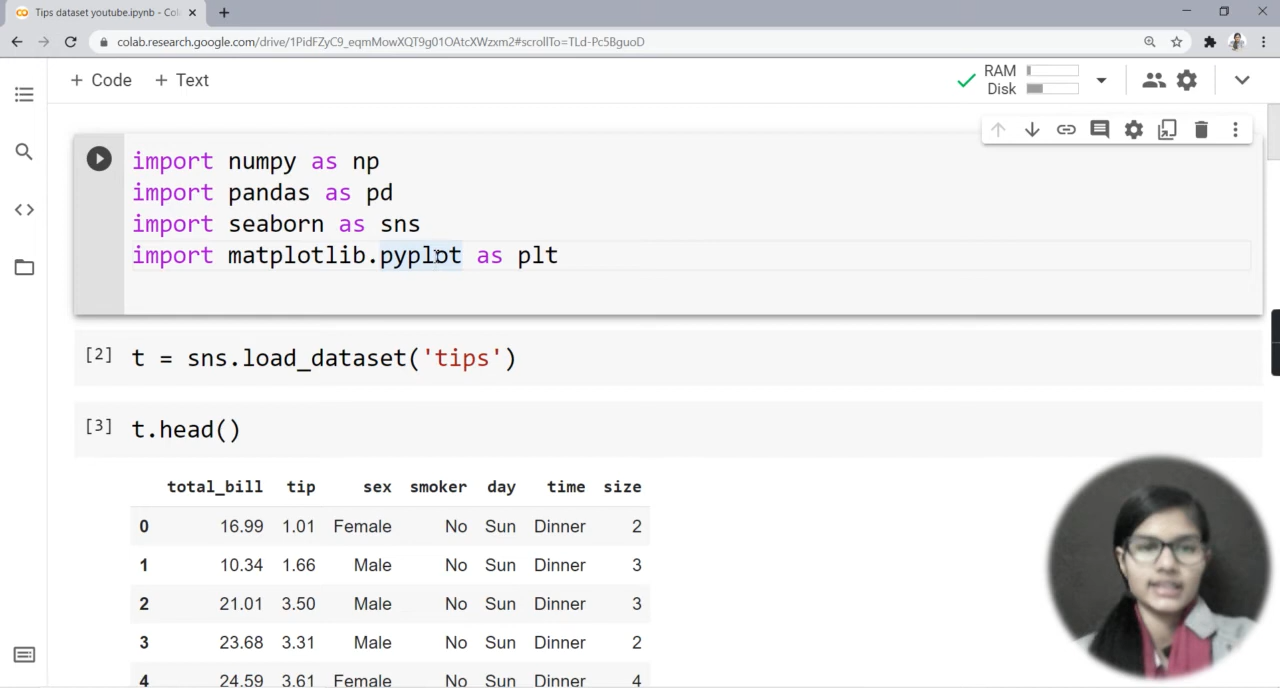 Tips dataset youtube.ipynb - Col
colab.research.google.com/drive/1PidFZyC9_eqmMowXQT9g01OAtcXWzxm2#scrollTo=TLd-Pc5BguoD
+ Code + Text
RAM
Disk
import numpy as np
import pandas as pd
import seaborn as sns
import matplotlib.pyplot as plt
[2] t = sns.load_dataset('tips')
[3] t.head()
total_bill tip sex smoker day time size
0 16.99 1.01 Female No Sun Dinner 2
1 10.34 1.66 Male No Sun Dinner 3
2 21.01 3.50 Male No Sun Dinner 3
3 23.68 3.31 Male No Sun Dinner 2
4 24.59 3.61 Female No Sun Dinner 4